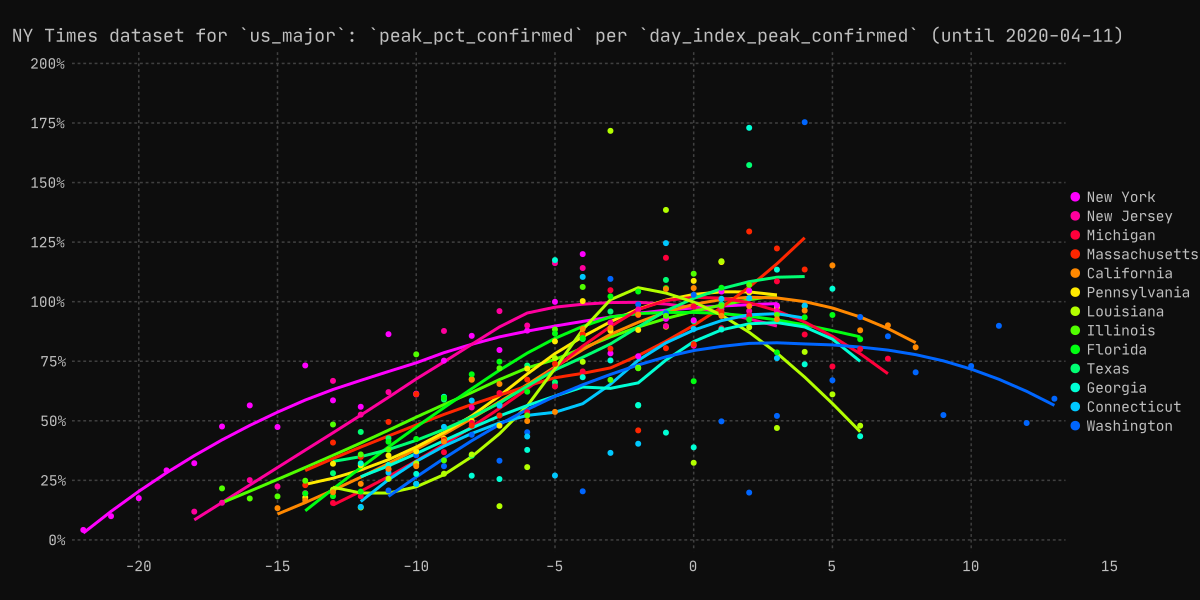 NY Times dataset for `us_major`: `peak_pct_confirmed` per `day_index_peak_confirmed` (until 2020-04-11)
200%
175%
150%
125%
100%
75%
50%
25%
0%
-20 -15 -10 -5 0 5 10 15
New York
New Jersey
Michigan
Massachusetts
California
Pennsylvania
Louisiana
Illinois
Florida
Texas
Georgia
Connecticut
Washington